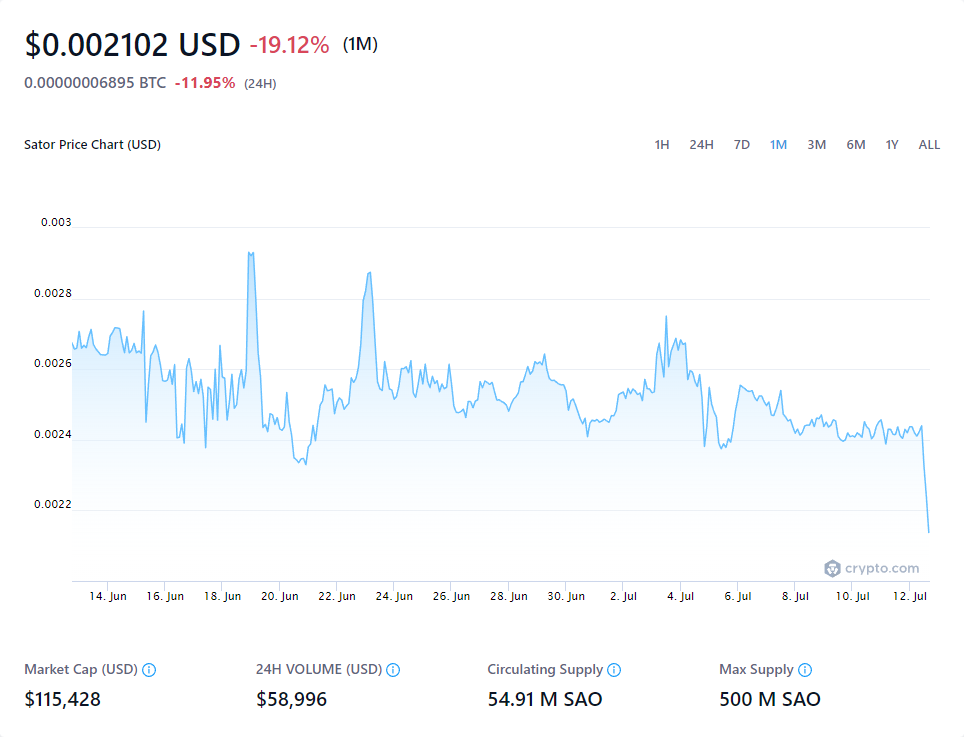 $0.002102 USD -19.12% (1M)
0.00000006895 BTC -11.95% (24H)
Sator Price Chart (USD) 1H 24H 7D 1M 3M 6M 1Y ALL
0.003
0.0028
0.0026
0.0024
0.0022
crypto.com
14. Jun 16. Jun 18. Jun 20. Jun 22. Jun 24. Jun 26. Jun 28. Jun 30. Jun 2. Jul 4. Jul 6. Jul 8. Jul 10. Jul 12. Jul
Market Cap (USD) 24H VOLUME (USD) Circulating Supply Max Supply
$115,428 $58,996 54.91 M SAO 500 M SAO